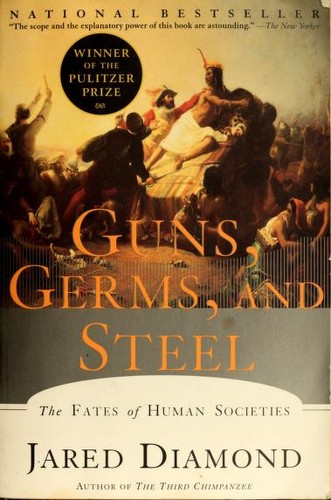 NATIONAL BESTSELLER
"The scope and the explanatory power of this book are astounding." —The New Yorker
WINNER
OF THE
PULITZER
PRIZE
GUNS,
GERMS, AND
STEEL
The FATES of HUMAN SOCIETIES
JARED DIAMOND
AUTHOR OF THE THIRD CHIMPANZEE